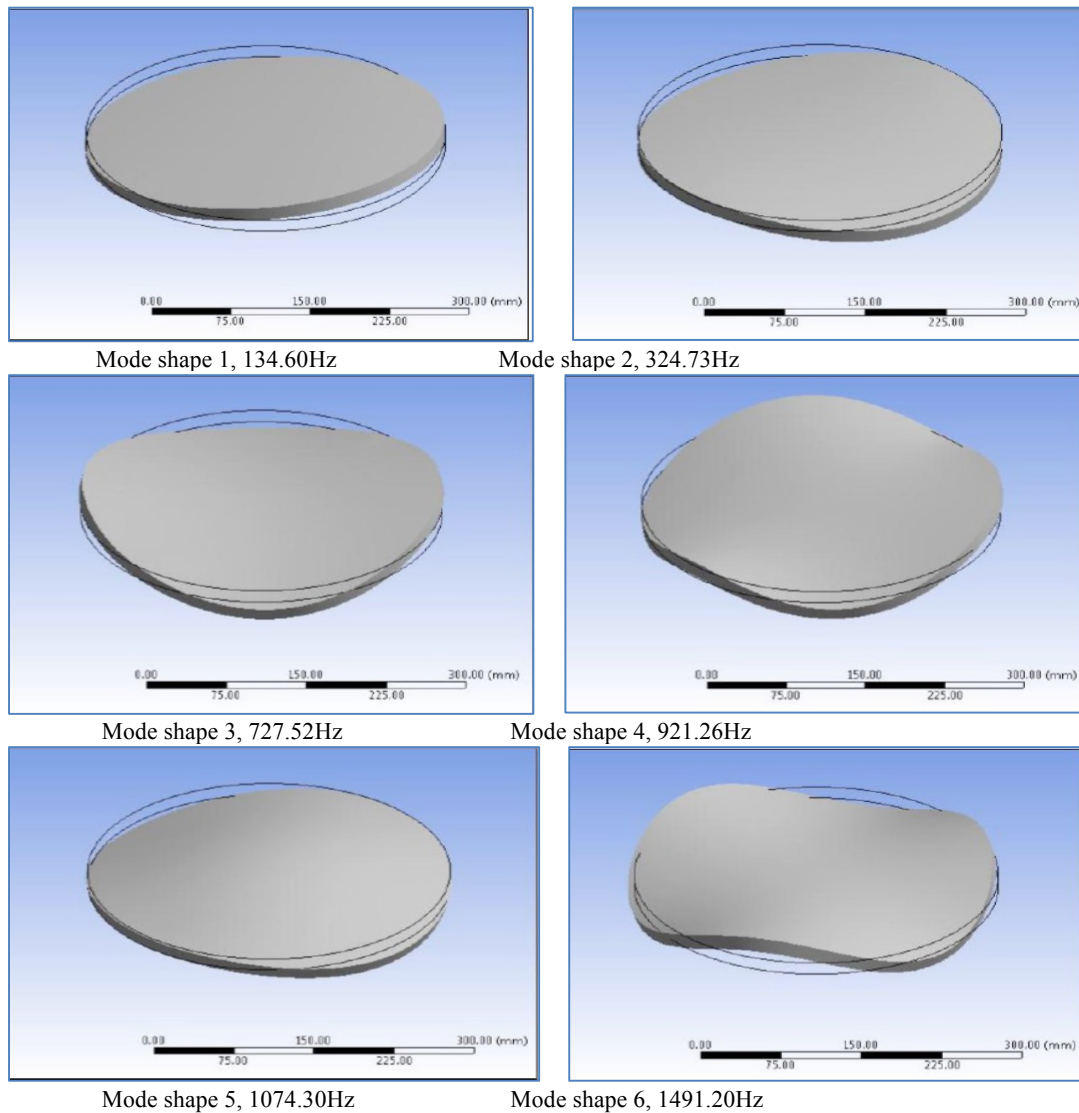 0.00 150.00 300.00 (mm)
75.00 225.00
0.00 150.00 300.00 (mm)
75.00 225.00
Mode shape 1, 134.60Hz
Mode shape 2, 324.73Hz
0.00 150.00 300.00 (mm)
75.00 225.00
0.00 150.00 300.00 (mm)
75.00 225.00
Mode shape 3, 727.52Hz
Mode shape 4, 921.26Hz
0.00 150.00 300.00 (mm)
75.00 225.00
0.00 150.00 300.00 (mm)
75.00 225.00
Mode shape 5, 1074.30Hz
Mode shape 6, 1491.20Hz